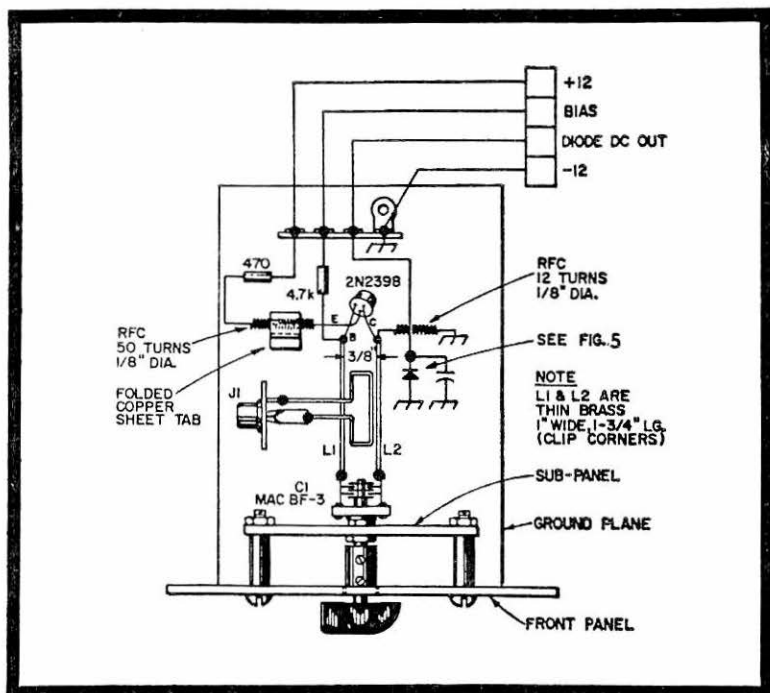 +12
BIAS
DIODE DC OUT
-12
470
4.7k
2N2398
E
C
B
RFC
12 TURNS
1/8" DIA.
RFC
50 TURNS
1/8" DIA.
3/8"
SEE FIG. 5
FOLDED
COPPER
SHEET TAB
J1
NOTE
L1 & L2 ARE
THIN BRASS
1" WIDE, 1-3/4" LG.
(CLIP CORNERS)
L1
L2
C1
MAC BF-3
SUB-PANEL
GROUND PLANE
FRONT PANEL